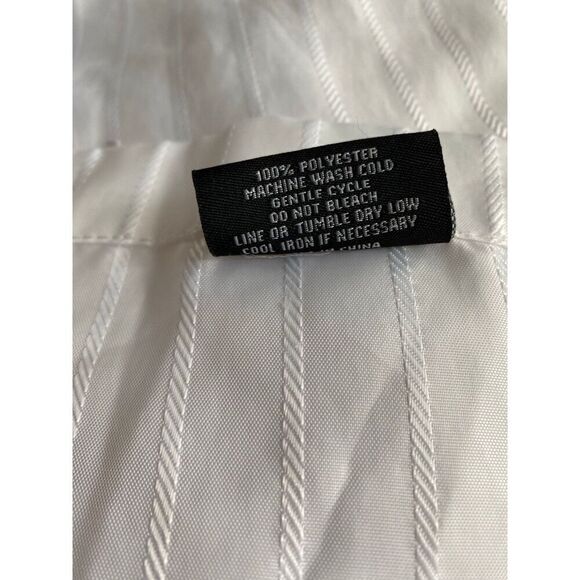 100% POLYESTER
MACHINE WASH COLD
GENTLE CYCLE
DO NOT BLEACH
LINE OR TUMBLE DRY LOW
COOL IRON IF NECESSARY
CHINA